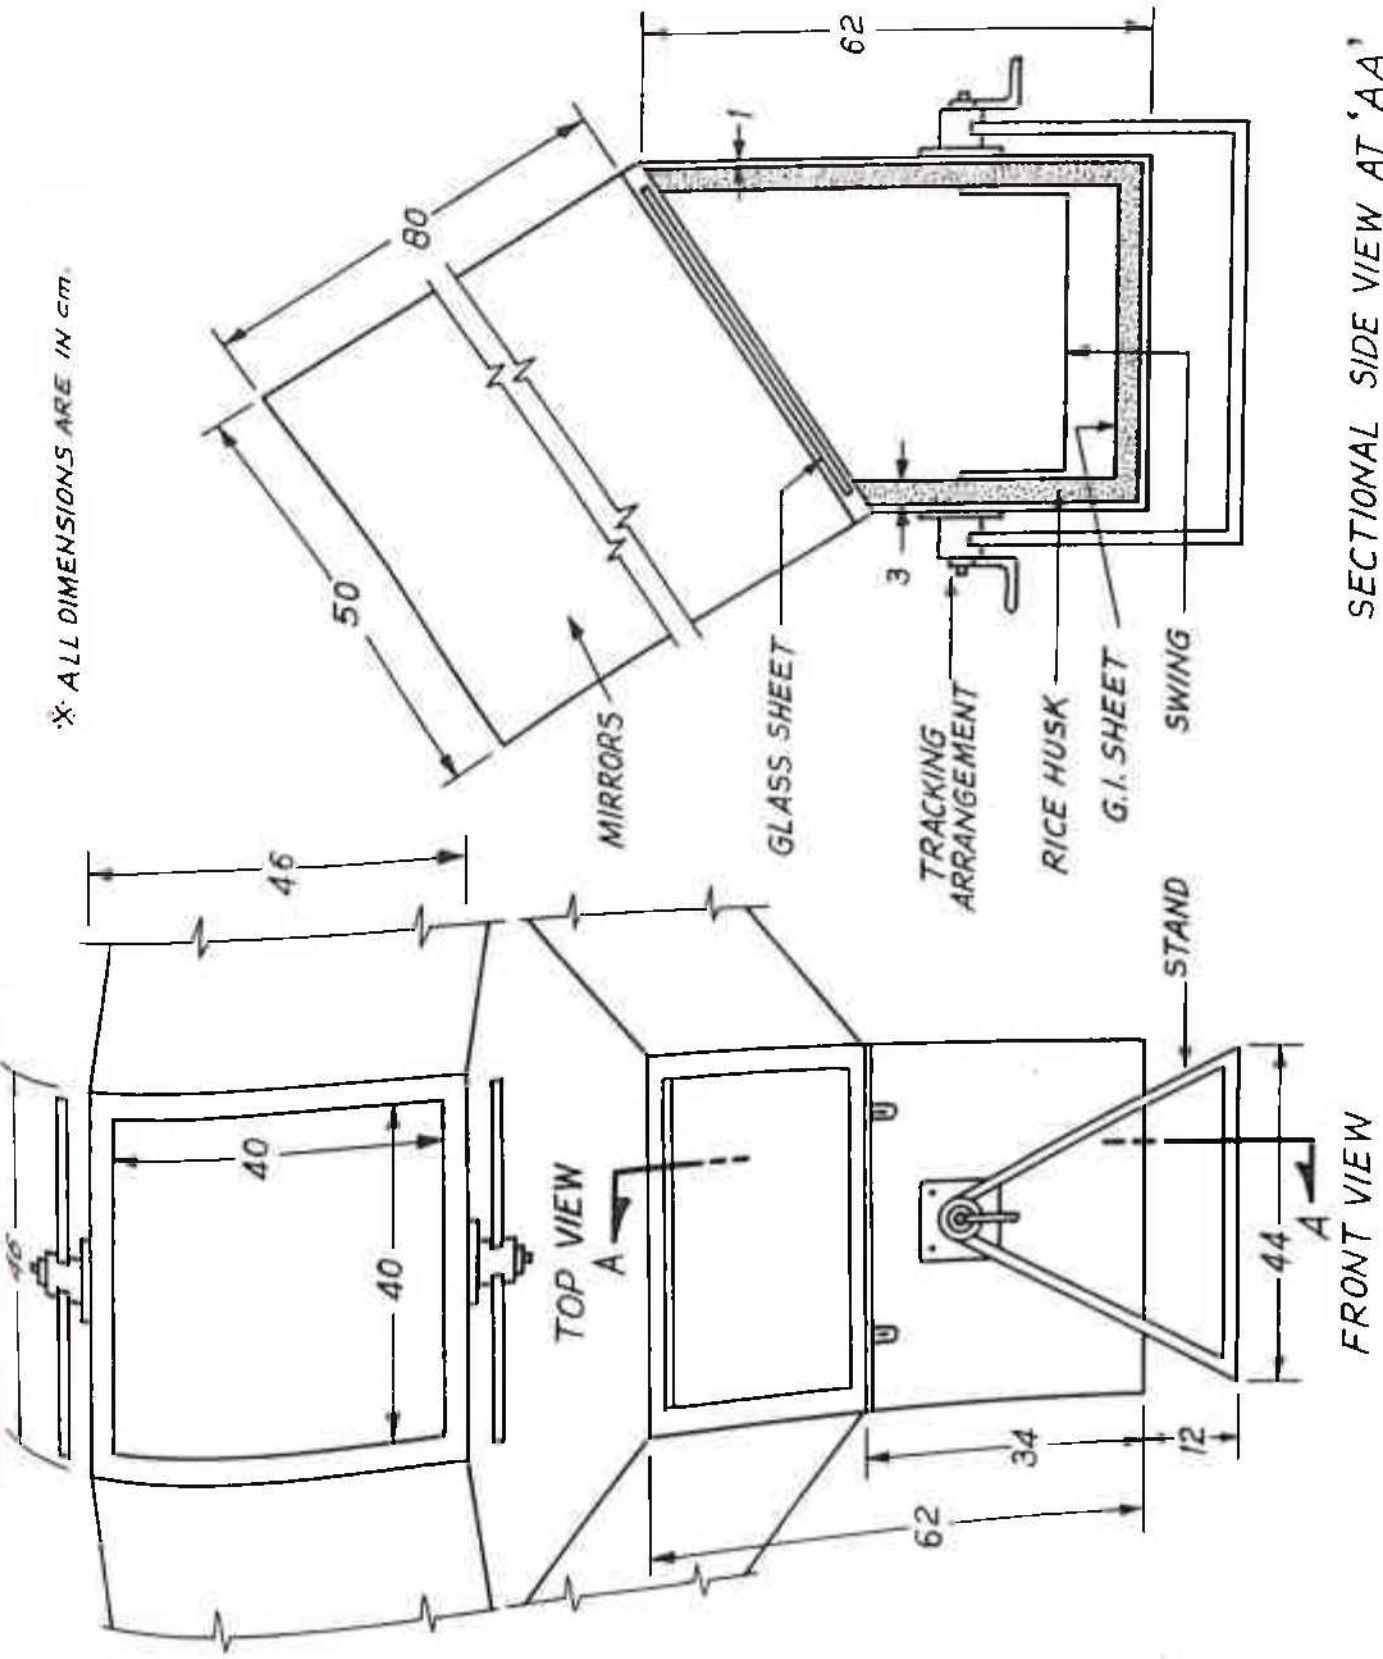 ※ ALL DIMENSIONS ARE IN cm.
46
46
40
40
TOP VIEW
A
62
34
12
44
A
STAND
FRONT VIEW
50
80
MIRRORS
GLASS SHEET
TRACKING
ARRANGEMENT
RICE HUSK
G.I. SHEET
SWING
62
1
3
SECTIONAL SIDE VIEW AT 'AA'